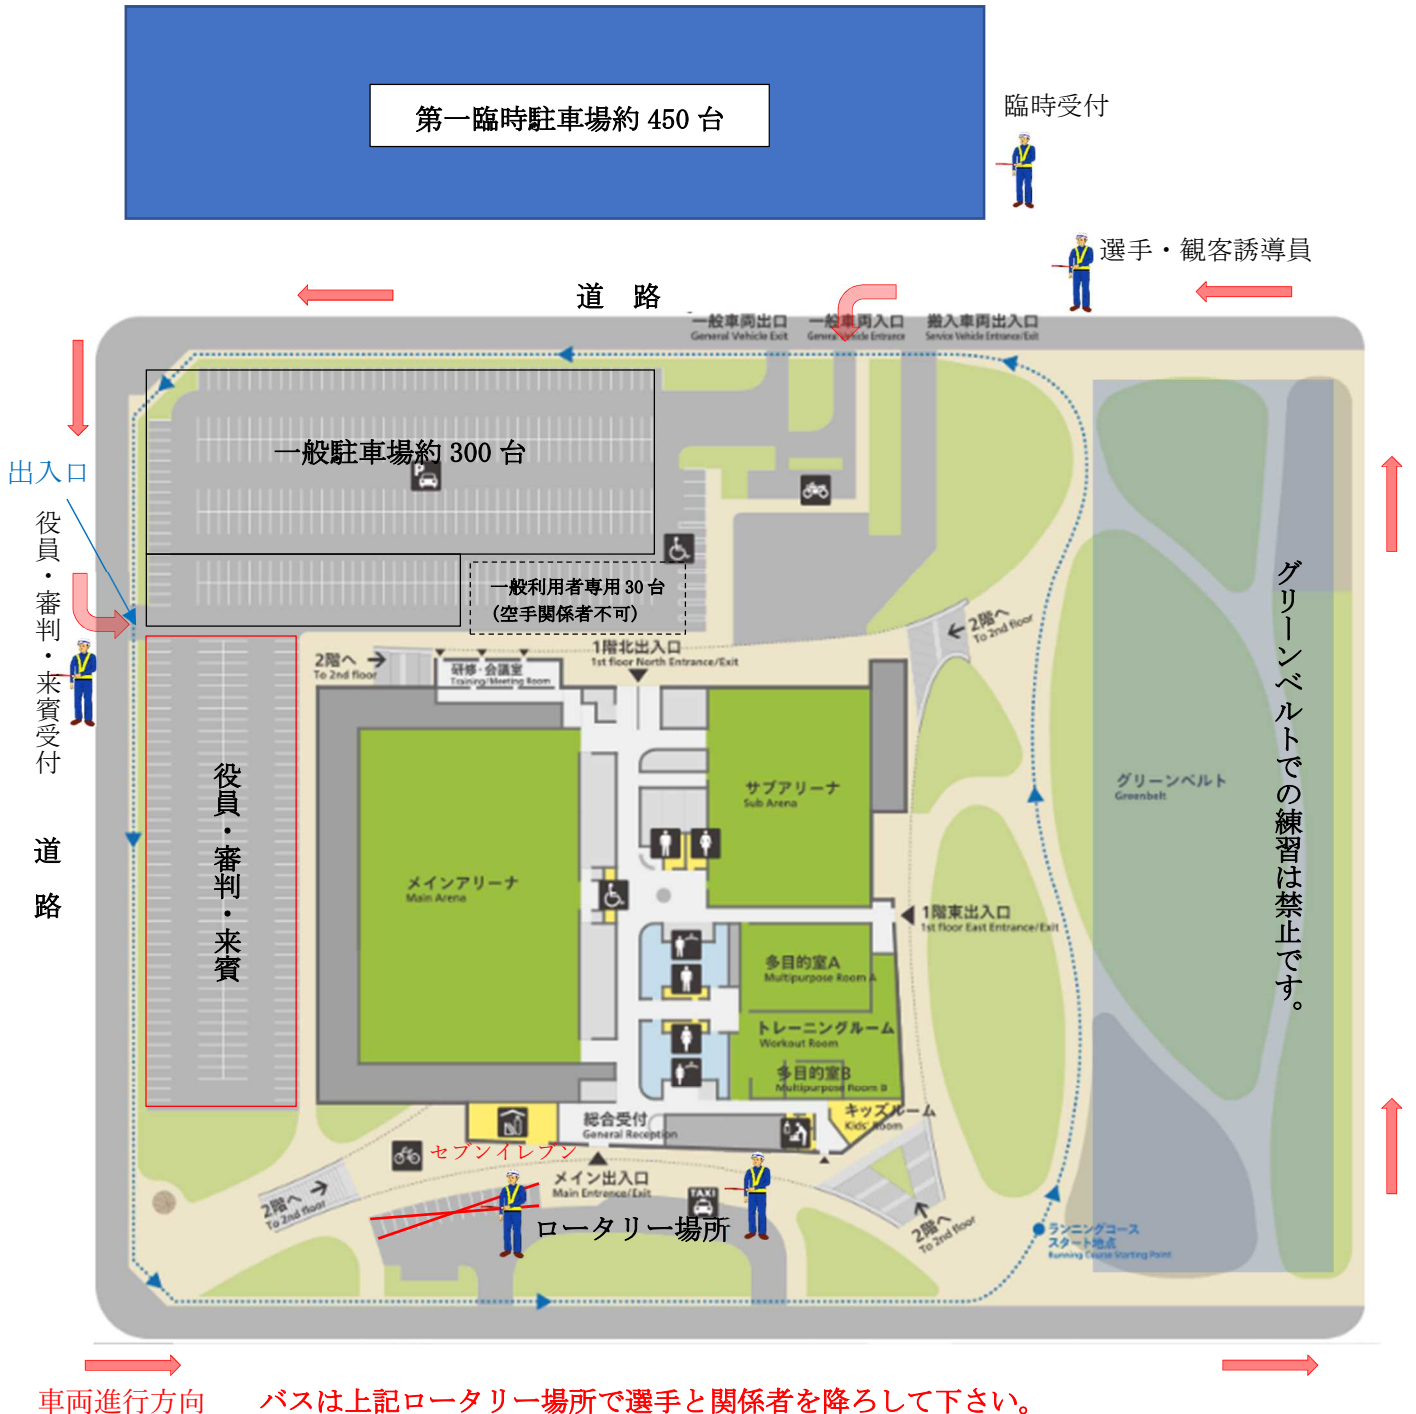 第一臨時駐車場約 450 台
臨時受付
選手・観客誘導員
道　路
一般車両出口
General Vehicle Exit
一般車両入口
General Vehicle Entrance
搬入車両出入口
Service Vehicle Entrance/Exit
一般駐車場約 300 台
P
出入口
役員・審判・来賓受付
一般利用者専用 30 台
（空手関係者不可）
2階へ
To 2nd floor
研修・会議室
Training/Meeting Room
1階北出入口
1st floor North Entrance/Exit
2階へ
To 2nd floor
役員・審判・来賓
道　路
メインアリーナ
Main Arena
サブアリーナ
Sub Arena
グリーンベルト
Greenbelt
グリーンベルトでの練習は禁止です。
1階東出入口
1st floor East Entrance/Exit
多目的室A
Multipurpose Room A
トレーニングルーム
Workout Room
多目的室B
Multipurpose Room B
キッズルーム
Kids' Room
総合受付
General Reception
セブンイレブン
メイン出入口
Main Entrance/Exit
TAXI
ロータリー場所
2階へ
To 2nd floor
2階へ
To 2nd floor
ランニングコース
スタート地点
Running Course Starting Point
車両進行方向
バスは上記ロータリー場所で選手と関係者を降ろして下さい。